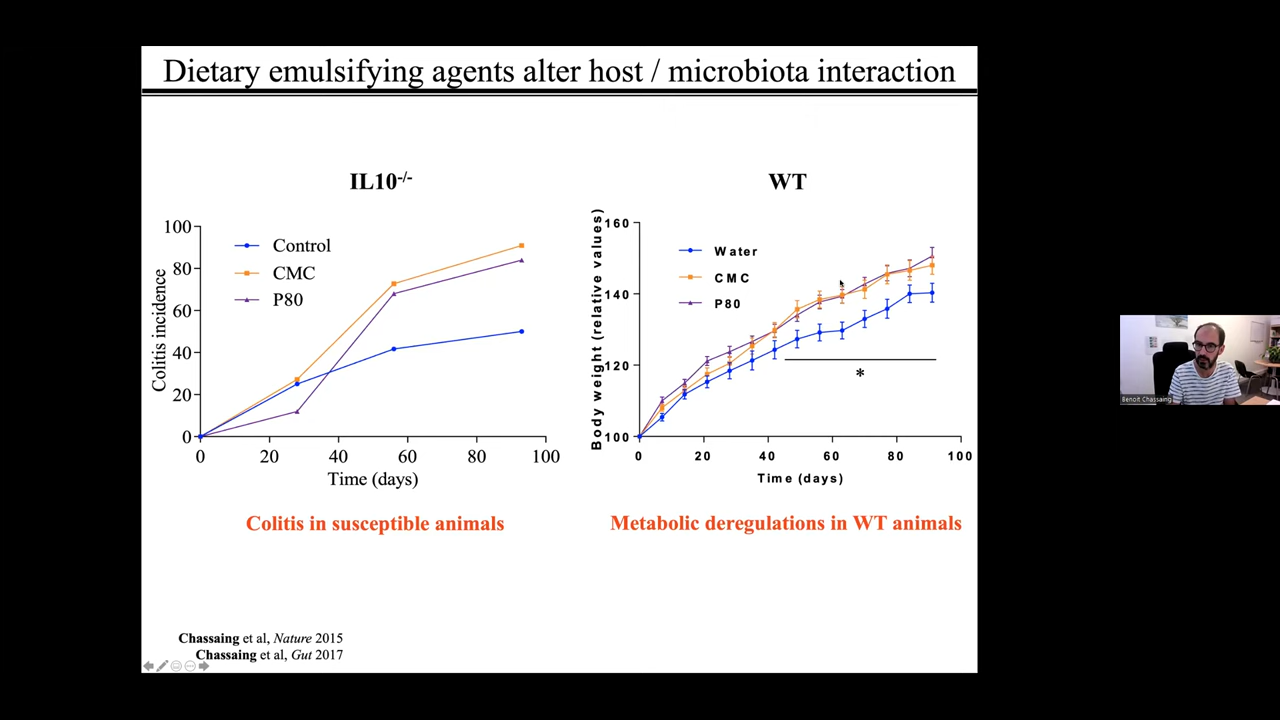 Dietary emulsifying agents alter host / microbiota interaction
IL10-/-
Colitis incidence
100
80
60
40
20
0
Control
CMC
P80
0 20 40 60 80 100
Time (days)
Colitis in susceptible animals
WT
Body weight (relative values)
160
140
120
100
Water
CMC
P80
*
0 20 40 60 80 100
Time (days)
Metabolic deregulations in WT animals
Chassaing et al, Nature 2015
Chassaing et al, Gut 2017
Benoit Chassaing